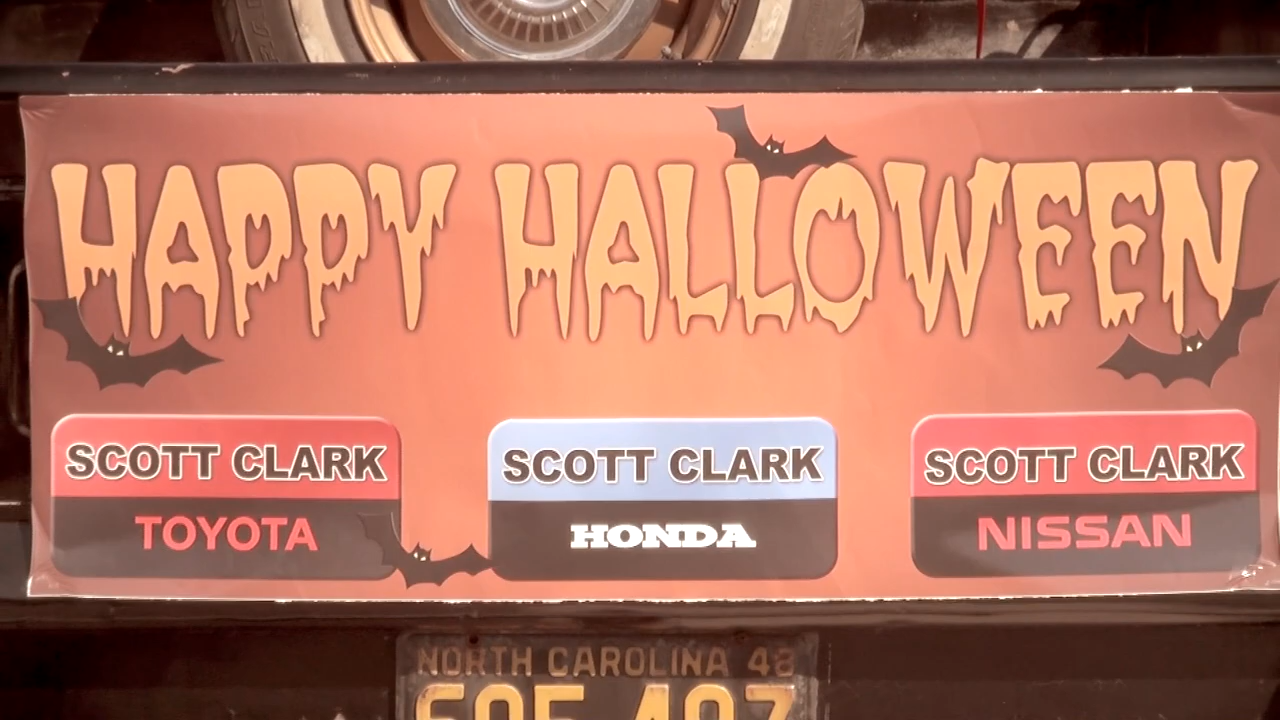 HAPPY HALLOWEEN
SCOTT CLARK
TOYOTA
SCOTT CLARK
HONDA
SCOTT CLARK
NISSAN
NORTH CAROLINA 48